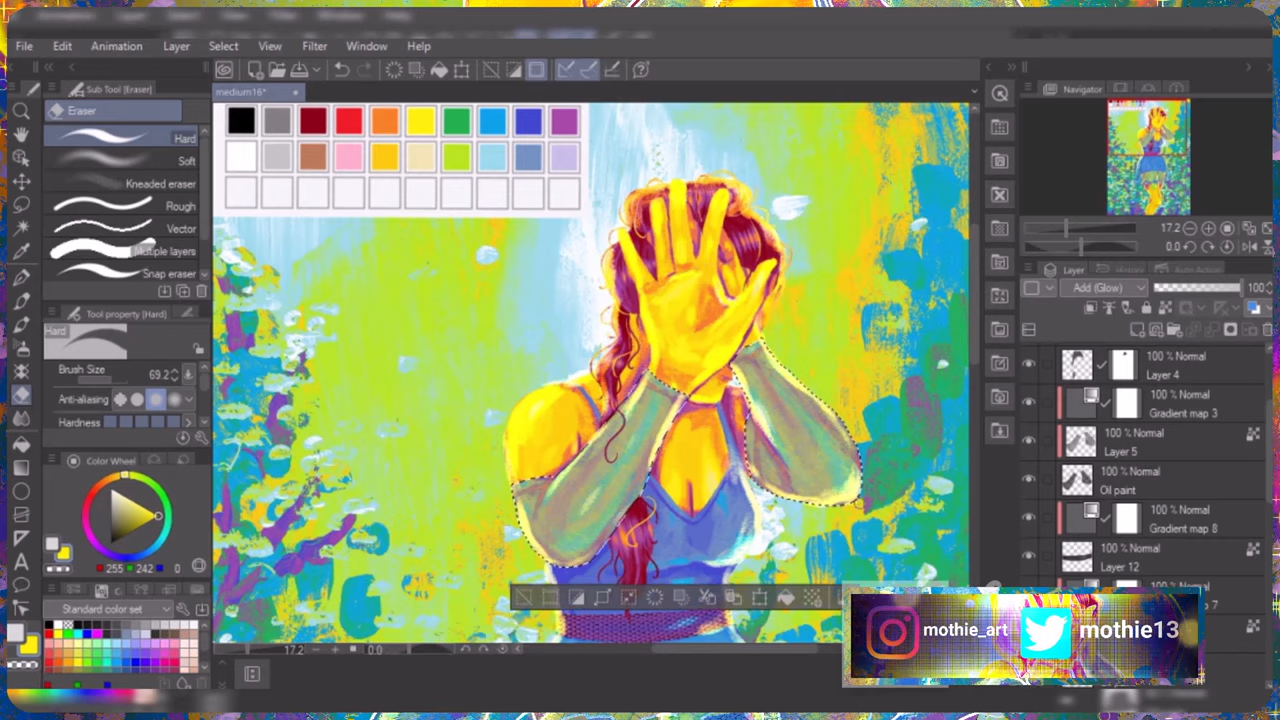 File Edit Animation Layer Select View Filter Window Help
Sub Tool [Eraser]
Eraser
Hard
Soft
Kneaded eraser
Rough
Vector
Multiple layers
Snap eraser
Tool property [Hard]
Hard
Brush Size 69.2
Anti-aliasing
Hardness
Color Wheel
255 242 0
Standard color set
medium16*
17.2 0.0
Navigator
17.2
0.0
Layer History Auto Action
Add (Glow) 100
100 % Normal
Layer 4
100 % Normal
Gradient map 3
100 % Normal
Layer 5
100 % Normal
Oil paint
100 % Normal
Gradient map 8
100 % Normal
Layer 12
mothie_art mothie13